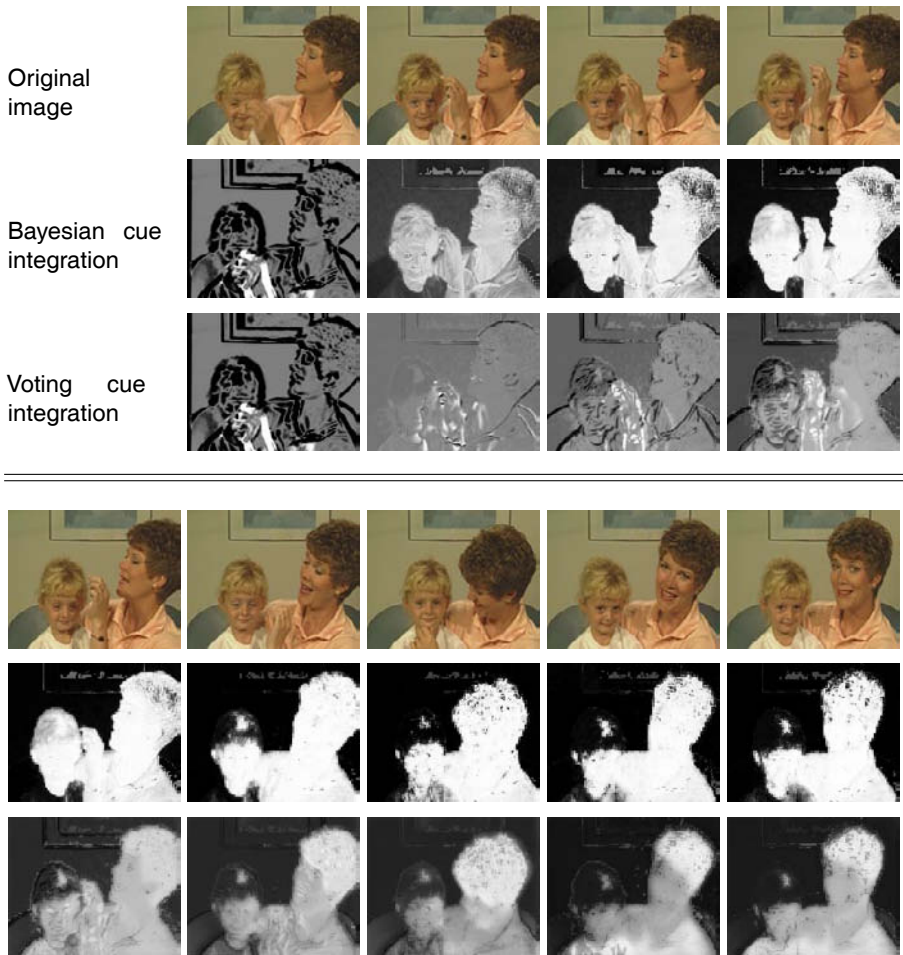 Original
image
Bayesian cue
integration
Voting cue
integration